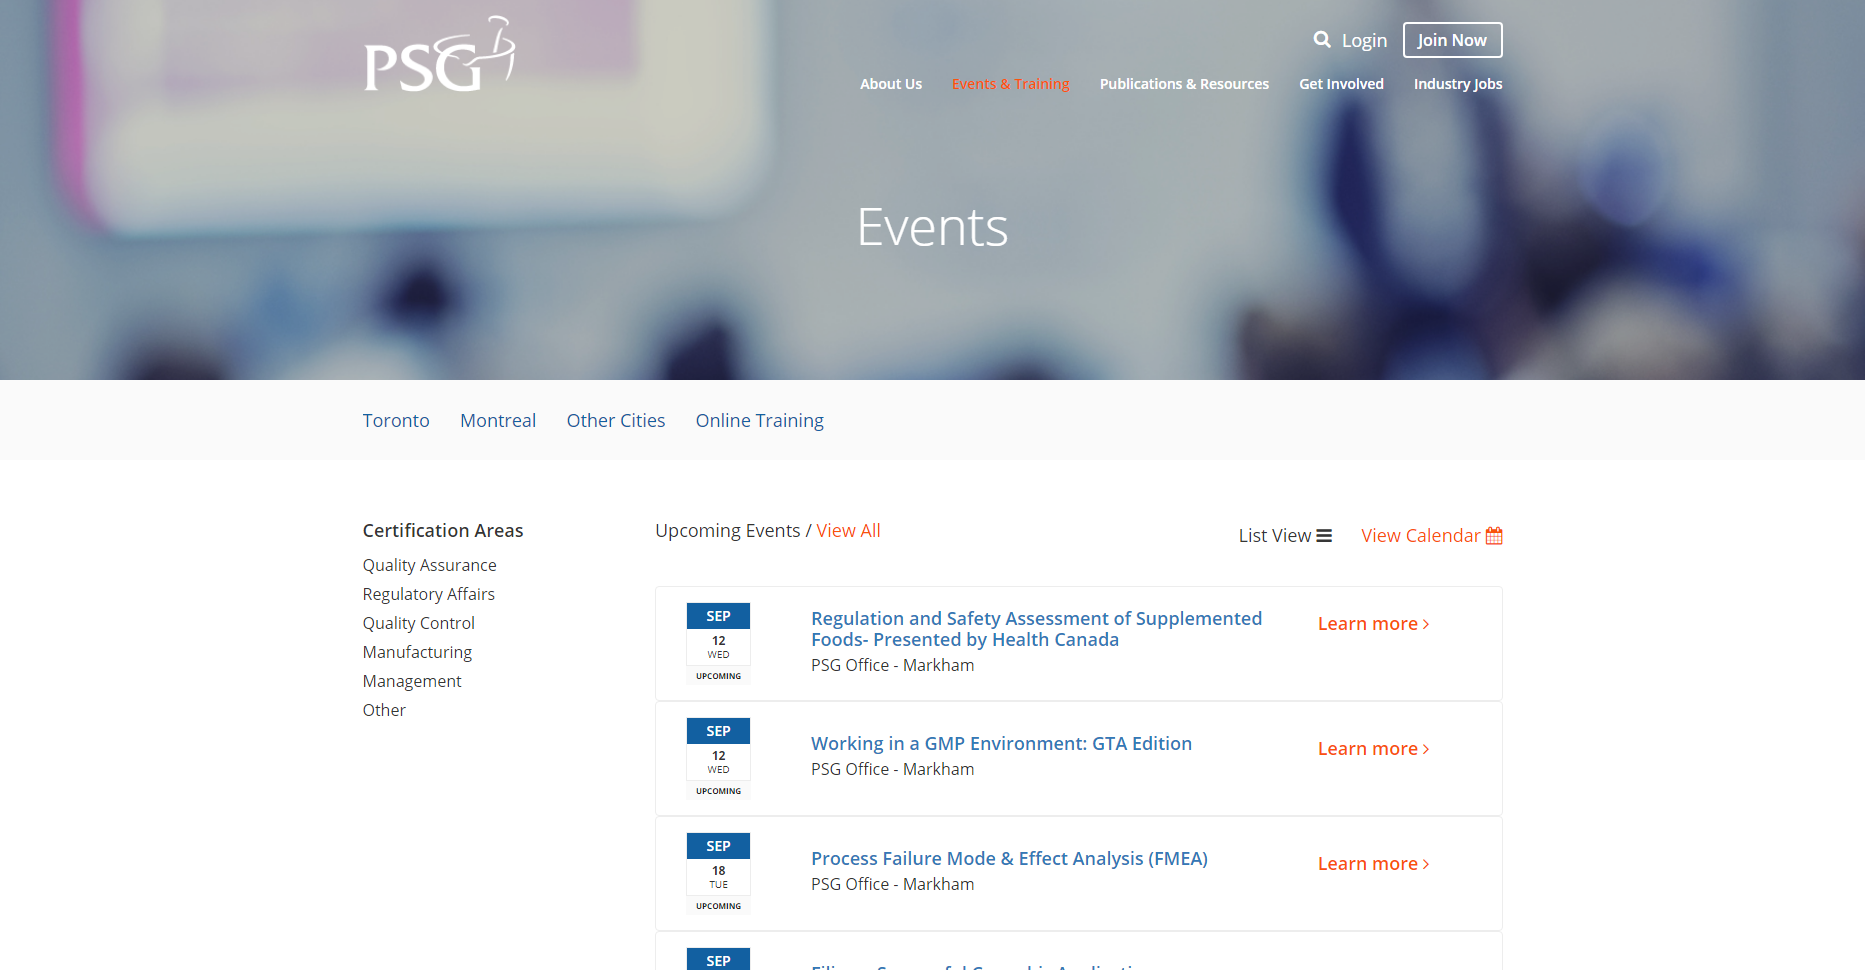 PSG
Login
Join Now
About Us
Events & Training
Publications & Resources
Get Involved
Industry Jobs
Events
Toronto
Montreal
Other Cities
Online Training
Certification Areas
Quality Assurance
Regulatory Affairs
Quality Control
Manufacturing
Management
Other
Upcoming Events / View All
List View
View Calendar
SEP
12
WED
UPCOMING
Regulation and Safety Assessment of Supplemented
Foods- Presented by Health Canada
PSG Office - Markham
Learn more
SEP
12
WED
UPCOMING
Working in a GMP Environment: GTA Edition
PSG Office - Markham
Learn more
SEP
18
TUE
UPCOMING
Process Failure Mode & Effect Analysis (FMEA)
PSG Office - Markham
Learn more
SEP